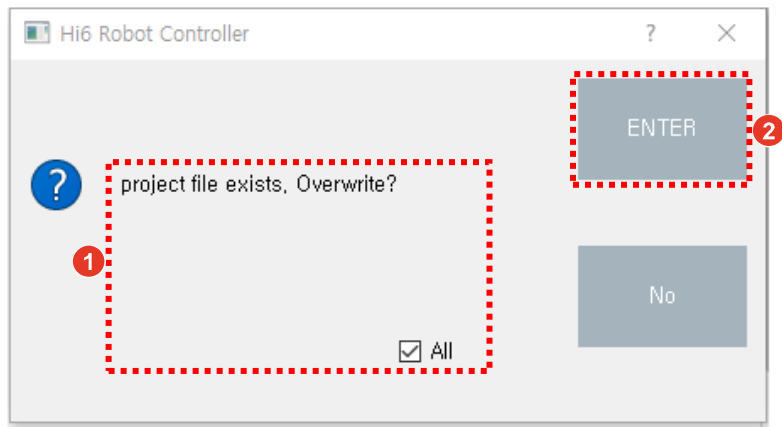 Hi6 Robot Controller
?
ENTER
2
?
project file exists, Overwrite?
1
No
All